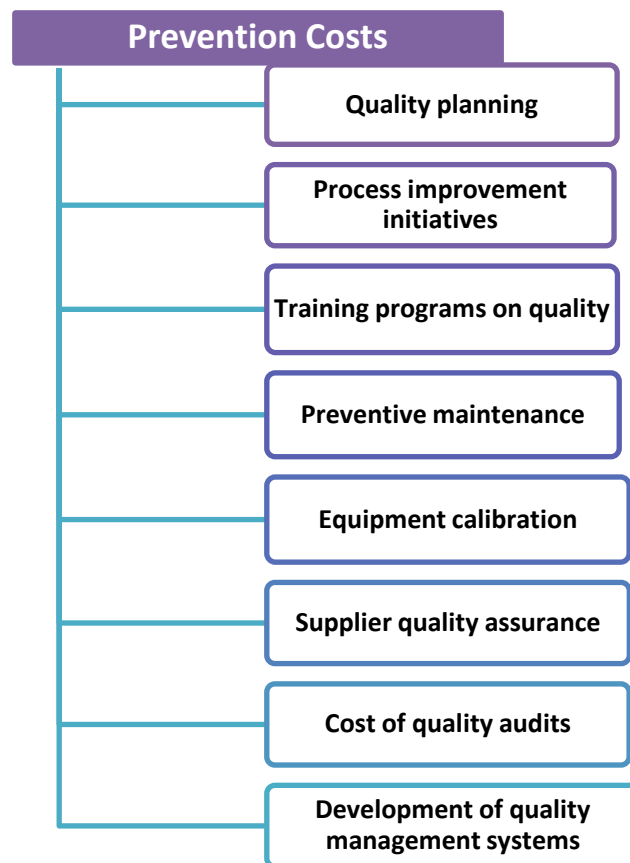 Prevention Costs
Quality planning
Process improvement
initiatives
Training programs on quality
Preventive maintenance
Equipment calibration
Supplier quality assurance
Cost of quality audits
Development of quality
management systems